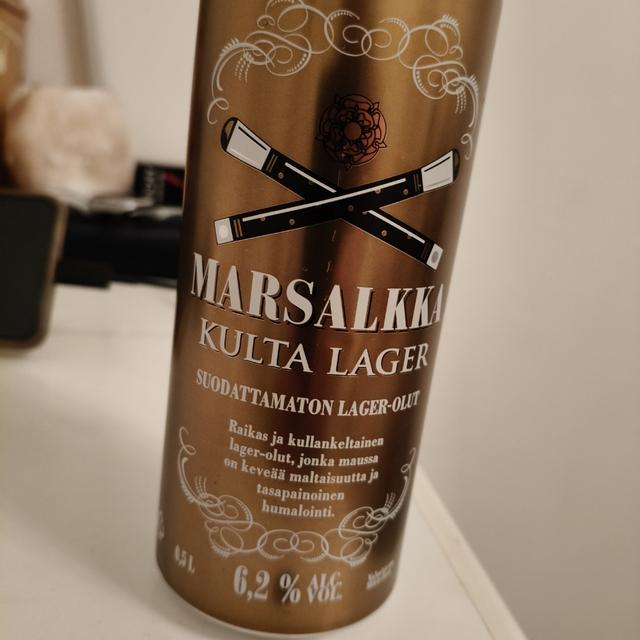 MARSALKKA
KULTA LAGER
SUODATTAMATON LAGER-OLUT
Raikas ja kullankeltainen
lager-olut, jonka maussa
on keveää maltaisuutta ja
tasapainoinen
humalointi.
0,5 L
6,2 % ALC. VOL.